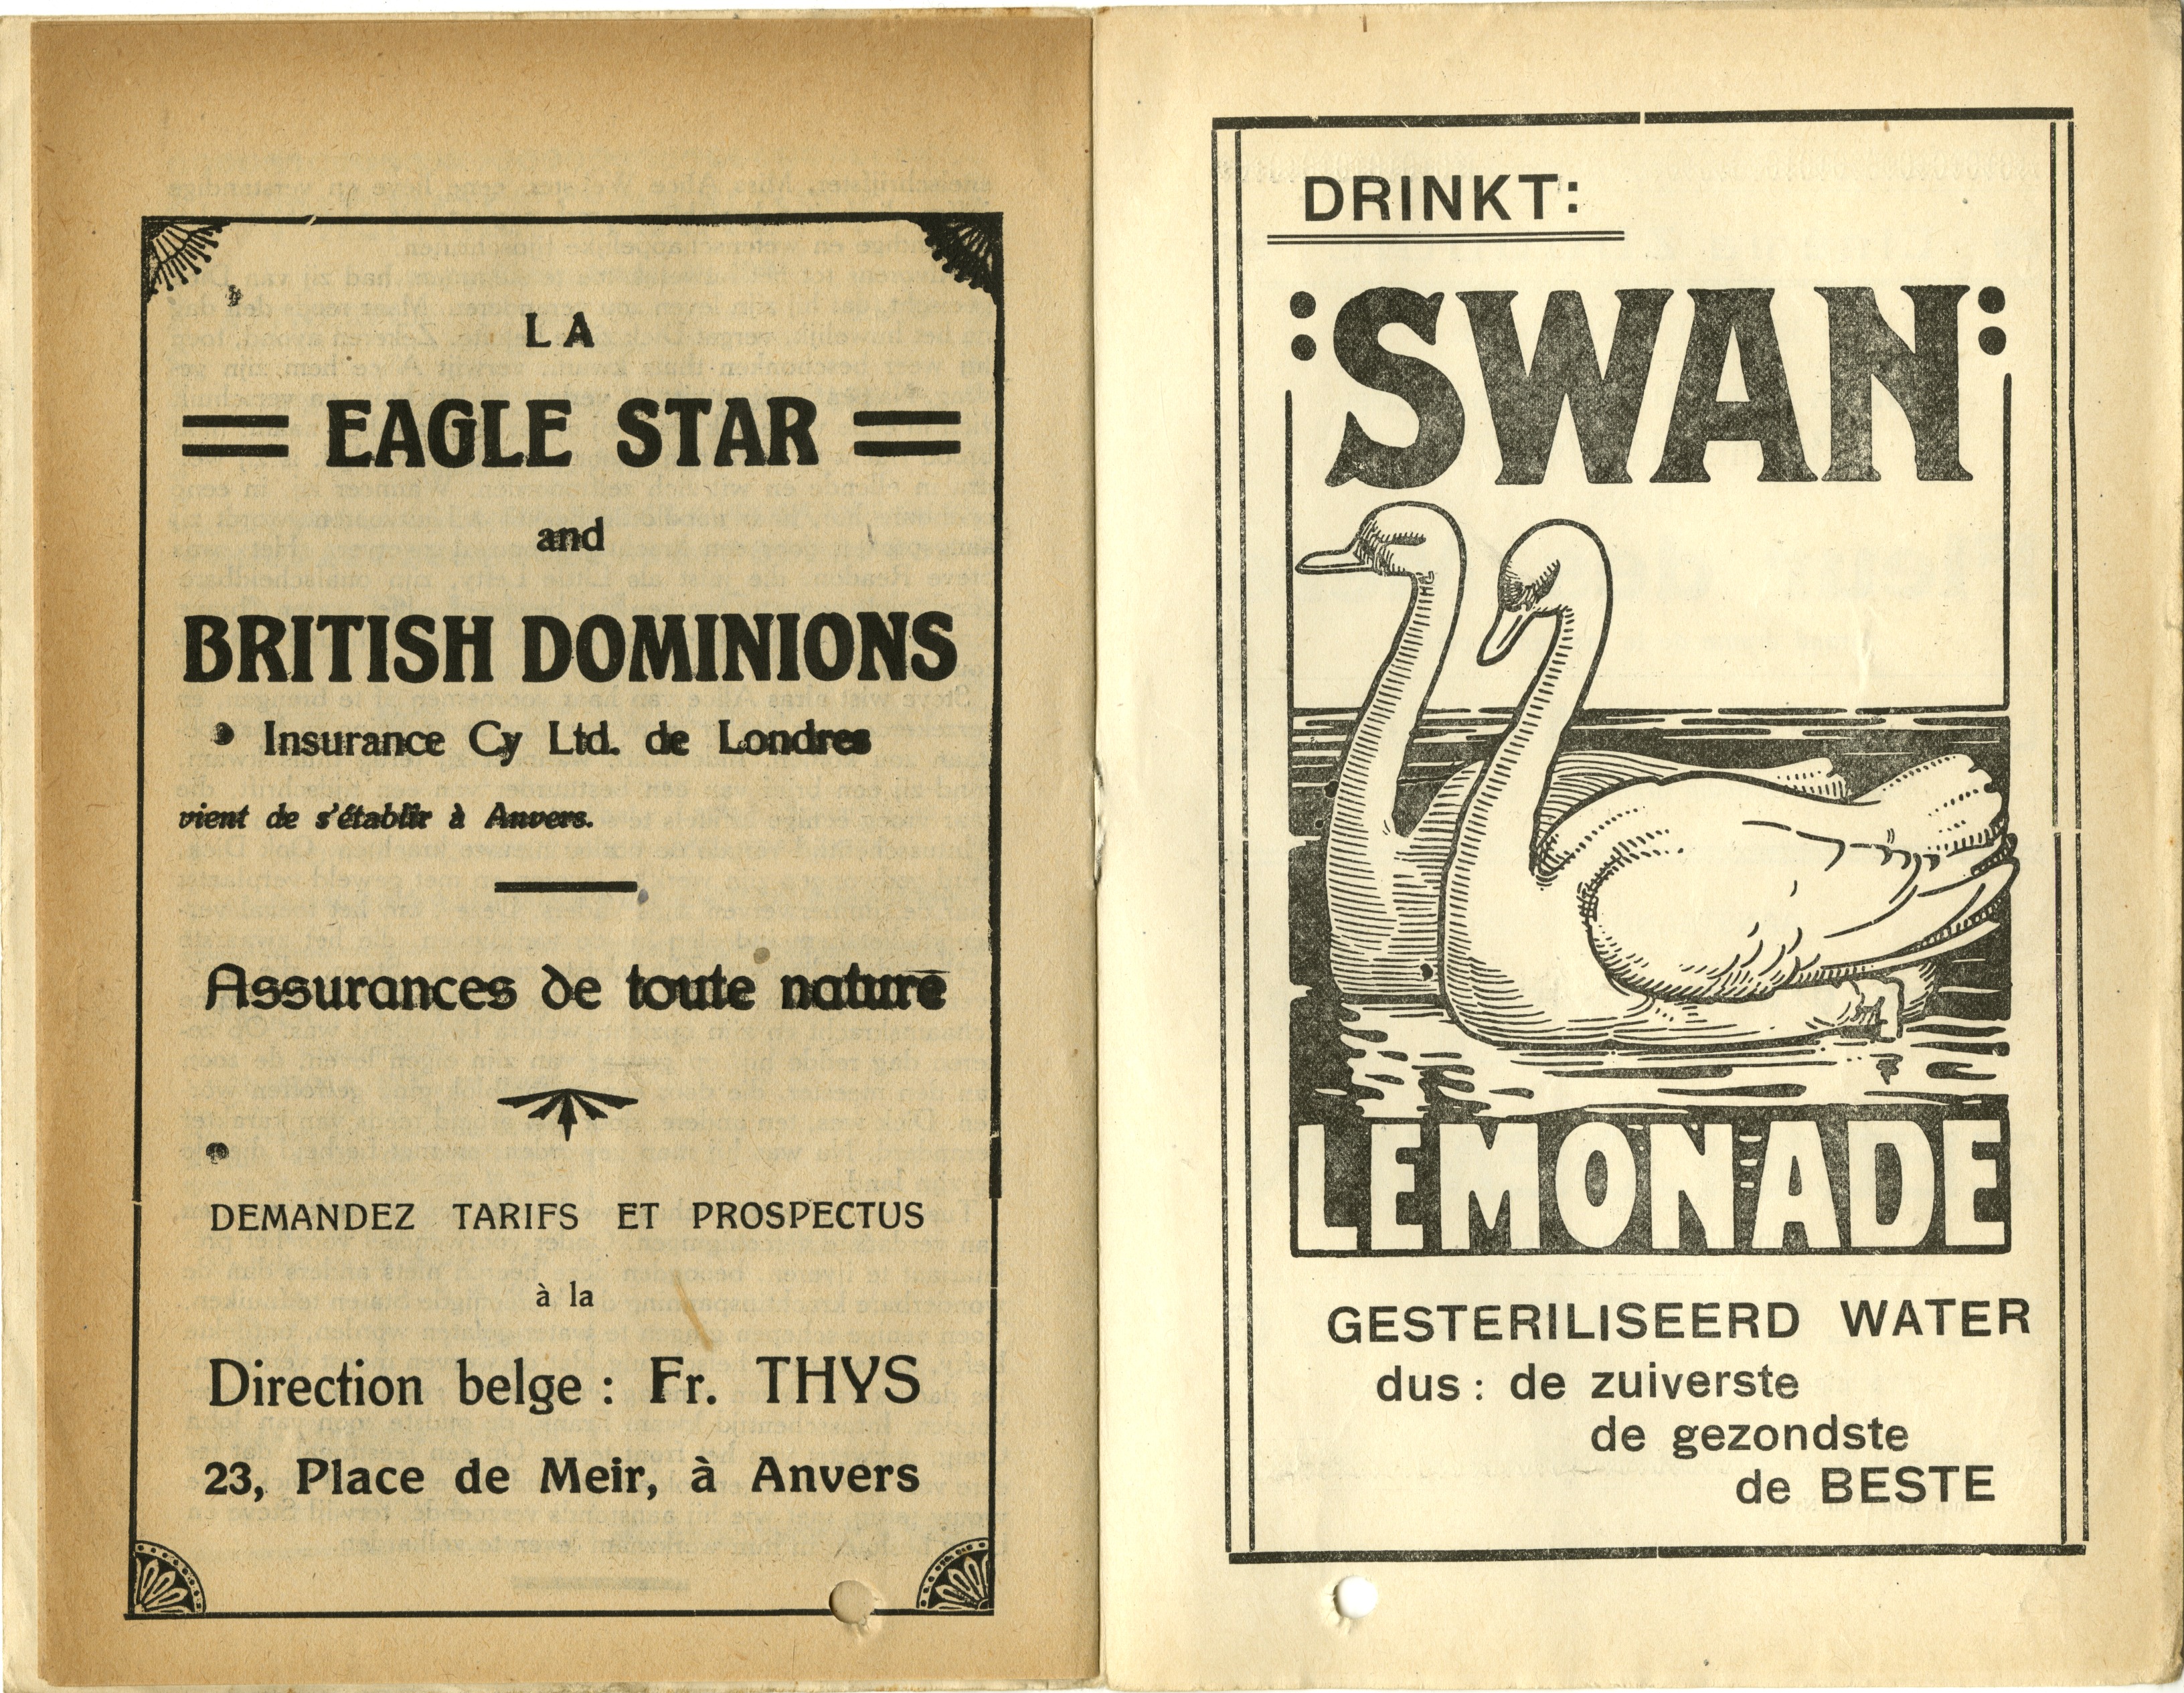 LA
EAGLE STAR
and
BRITISH DOMINIONS
Insurance Cy Ltd. de Londres
vient de s'établir à Anvers.
Assurances de toute nature
DEMANDEZ TARIFS ET PROSPECTUS
à la
Direction belge : Fr. THYS
23, Place de Meir, à Anvers
DRINKT:
SWAN
LEMONADE
GESTERILISEERD WATER
dus : de zuiverste
de gezondste
de BESTE